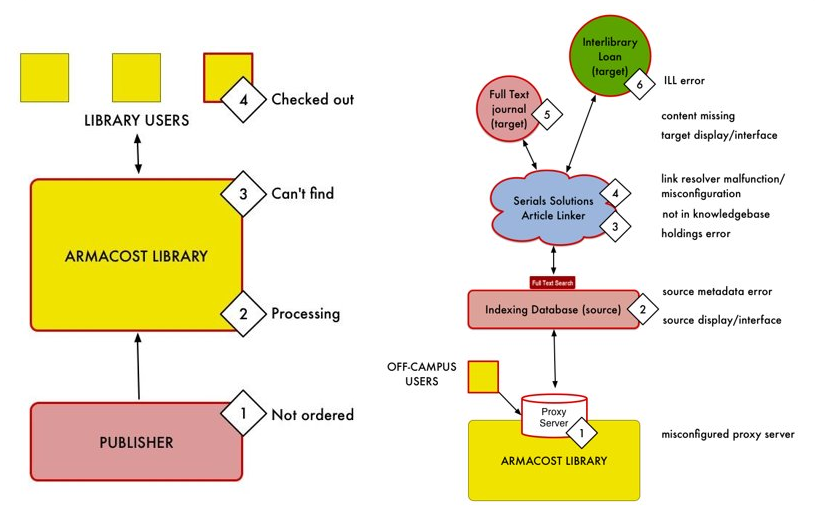 4
Checked out
LIBRARY USERS
3
Can't find
ARMACOST LIBRARY
2
Processing
1
Not ordered
PUBLISHER
Interlibrary
Loan
(target)
6
ILL error
Full Text
journal
(target)
5
content missing
target display/interface
4
link resolver malfunction/
misconfiguration
Serials Solutions
Article Linker
3
not in knowledgebase
holdings error
Full Text Search
source metadata error
Indexing Database (source)
2
source display/interface
OFF-CAMPUS
USERS
Proxy
Server
1
misconfigured proxy server
ARMACOST LIBRARY